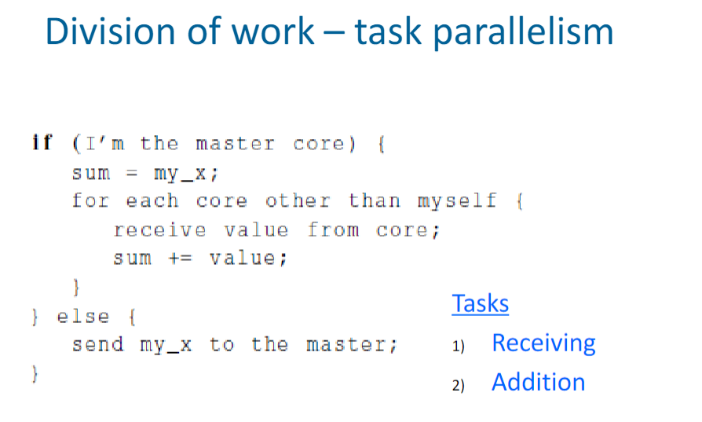 Division of work – task parallelism
if (I'm the master core) {
sum = my_x;
for each core other than myself {
receive value from core;
sum += value;
}
} else {
send my_x to the master;
}
Tasks
1) Receiving
2) Addition